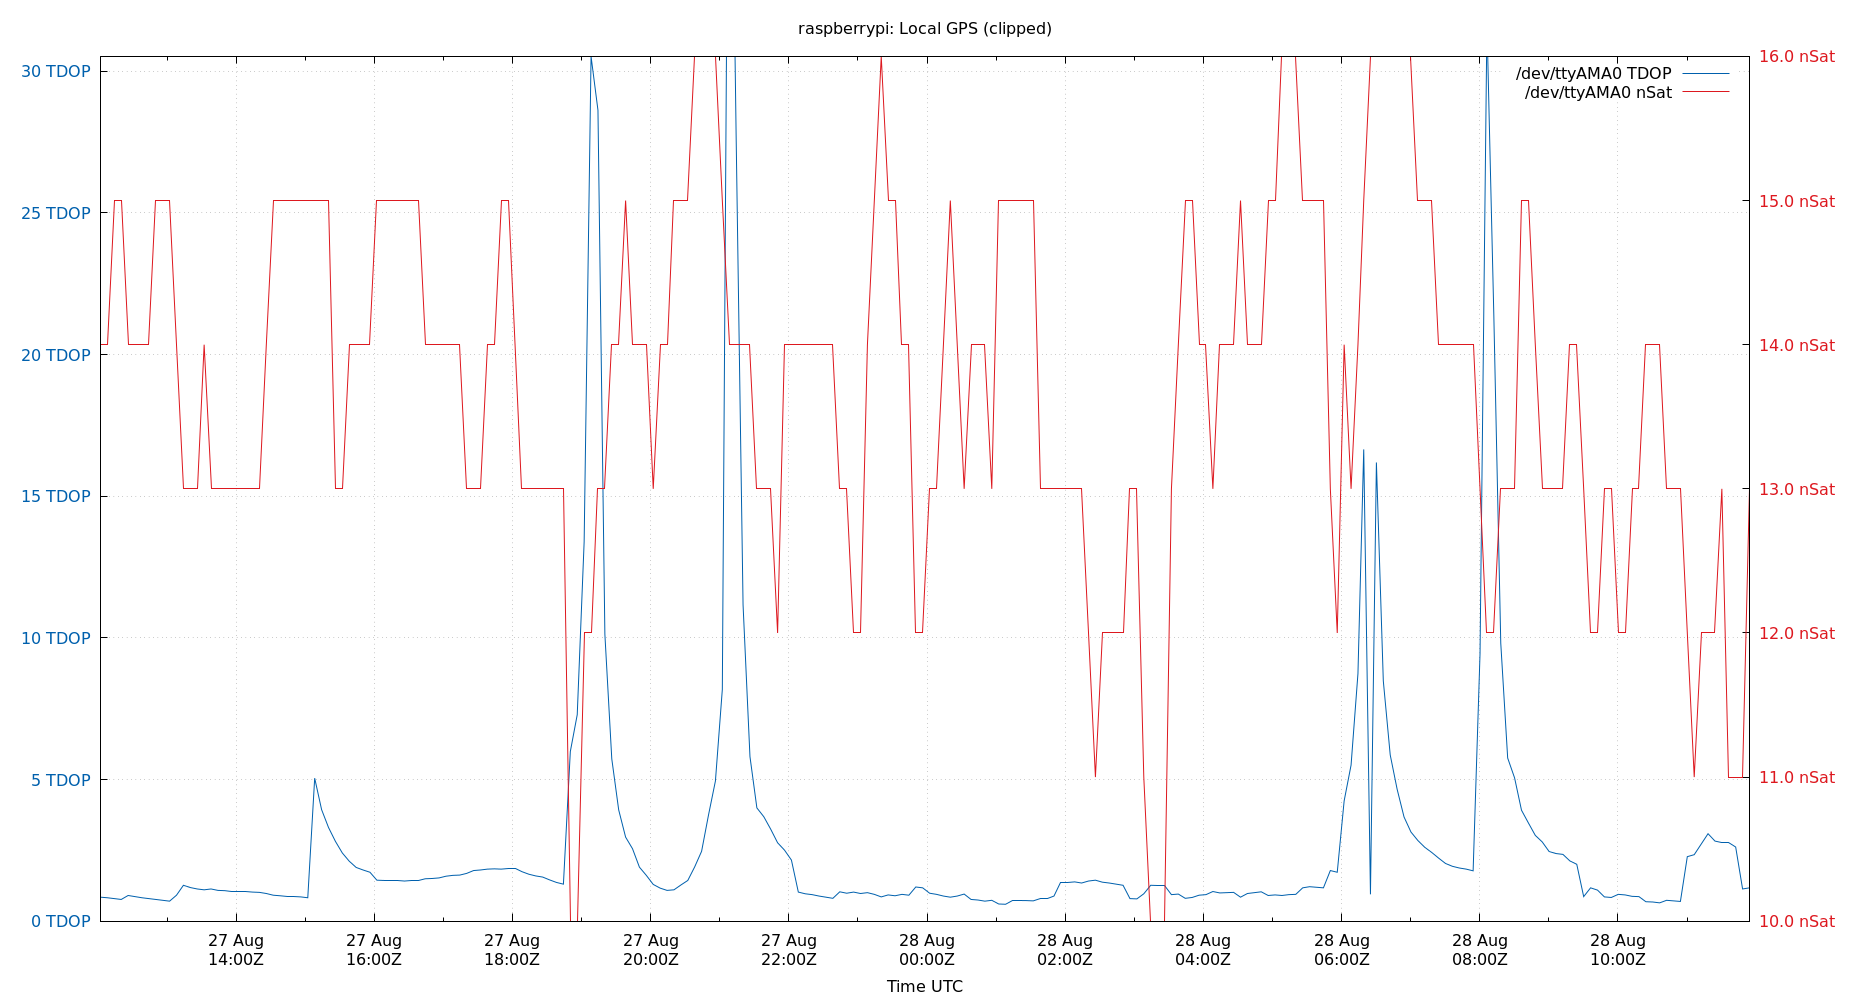 raspberrypi: Local GPS (clipped)
30 TDOP
25 TDOP
20 TDOP
15 TDOP
10 TDOP
5 TDOP
0 TDOP
16.0 nSat
15.0 nSat
14.0 nSat
13.0 nSat
12.0 nSat
11.0 nSat
10.0 nSat
/dev/ttyAMA0 TDOP
/dev/ttyAMA0 nSat
27 Aug
14:00Z
27 Aug
16:00Z
27 Aug
18:00Z
27 Aug
20:00Z
27 Aug
22:00Z
28 Aug
00:00Z
28 Aug
02:00Z
28 Aug
04:00Z
28 Aug
06:00Z
28 Aug
08:00Z
28 Aug
10:00Z
Time UTC